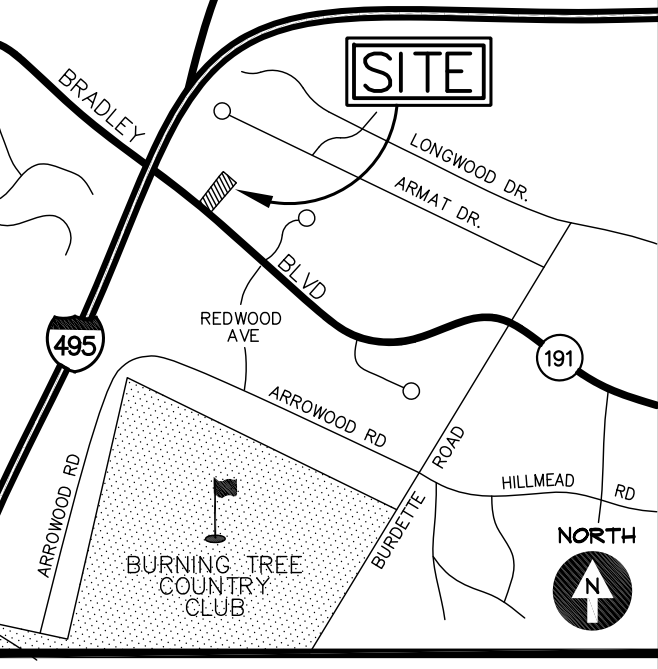 SITE
BRADLEY
LONGWOOD DR.
ARMAT DR.
BLVD
REDWOOD
AVE
495
191
ARROWOOD RD
ROAD
ARROWOOD RD
HILLMEAD
RD
BURDETTE
NORTH
N
BURNING TREE
COUNTRY
CLUB